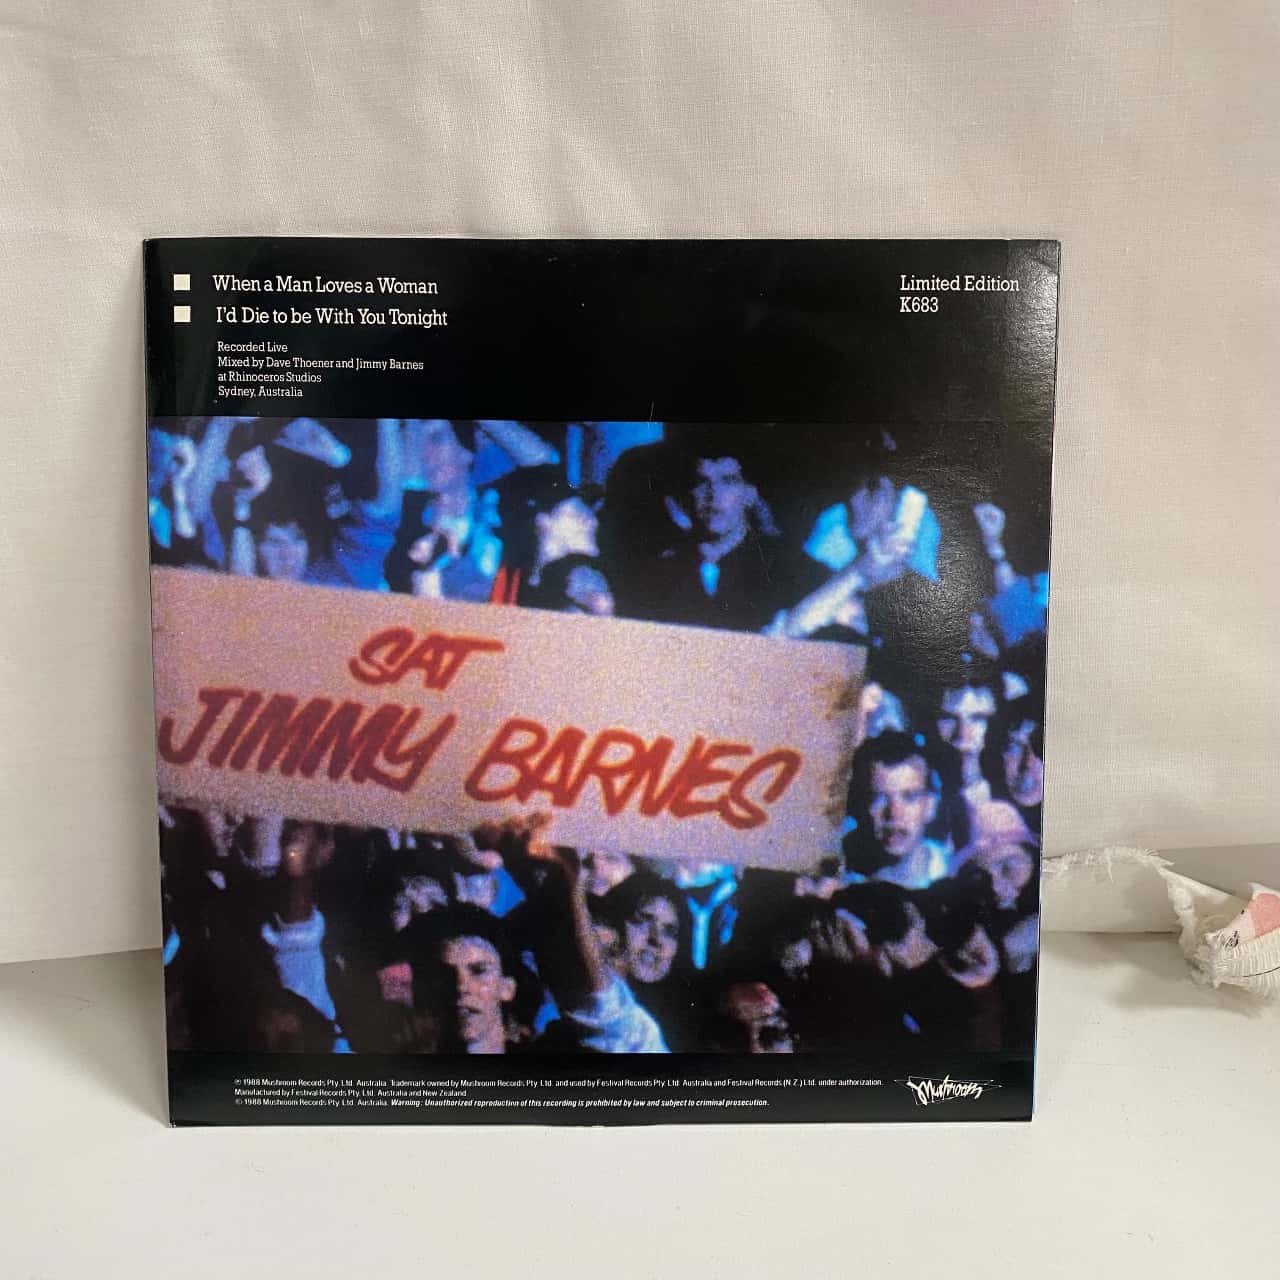 When a Man Loves a Woman
I'd Die to be With You Tonight
Recorded Live
Mixed by Dave Thoener and Jimmy Barnes
at Rhinoceros Studios
Sydney, Australia
Limited Edition
K683
SAT
JIMMY BARNES
℗ 1988 Mushroom Records Pty. Ltd. Australia. Trademark owned by Mushroom Records Pty. Ltd. and used by Festival Records Pty. Ltd. Australia and Festival Records (N.Z.) Ltd. under authorization.
Manufactured by Festival Records Pty. Ltd. Australia and New Zealand
© 1988 Mushroom Records Pty. Ltd. Australia. Warning: Unauthorized reproduction of this recording is prohibited by law and subject to criminal prosecution.
Mushroom